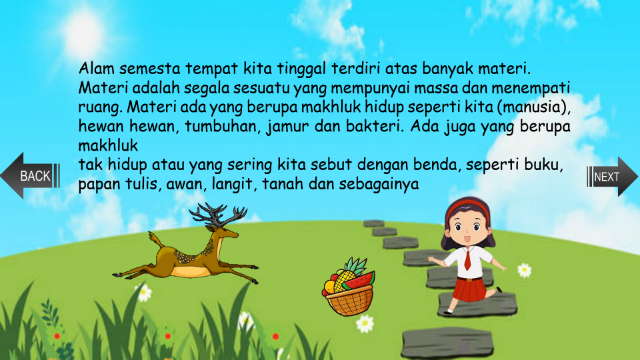 Alam semesta tempat kita tinggal terdiri atas banyak materi.
Materi adalah segala sesuatu yang mempunyai massa dan menempati
ruang. Materi ada yang berupa makhluk hidup seperti kita (manusia),
hewan hewan, tumbuhan, jamur dan bakteri. Ada juga yang berupa
makhluk
tak hidup atau yang sering kita sebut dengan benda, seperti buku,
papan tulis, awan, langit, tanah dan sebagainya
BACK
NEXT